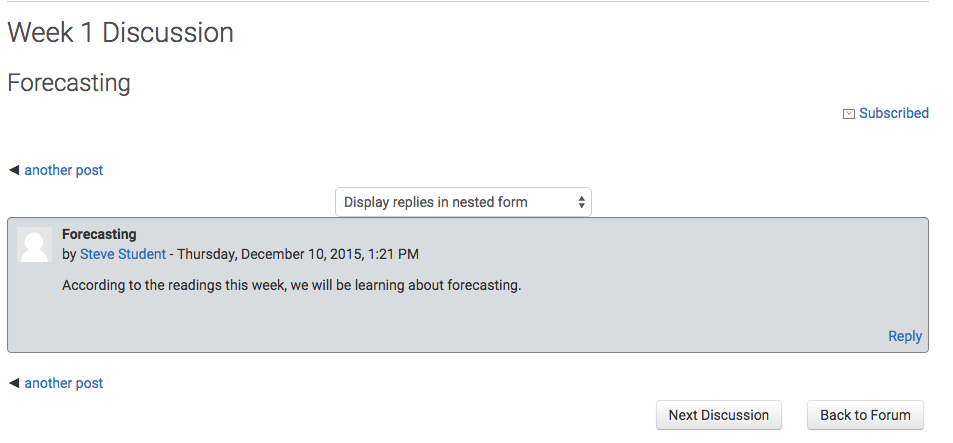 Week 1 Discussion
Forecasting
Subscribed
another post
Display replies in nested form
Forecasting
by Steve Student - Thursday, December 10, 2015, 1:21 PM
According to the readings this week, we will be learning about forecasting.
Reply
another post
Next Discussion Back to Forum